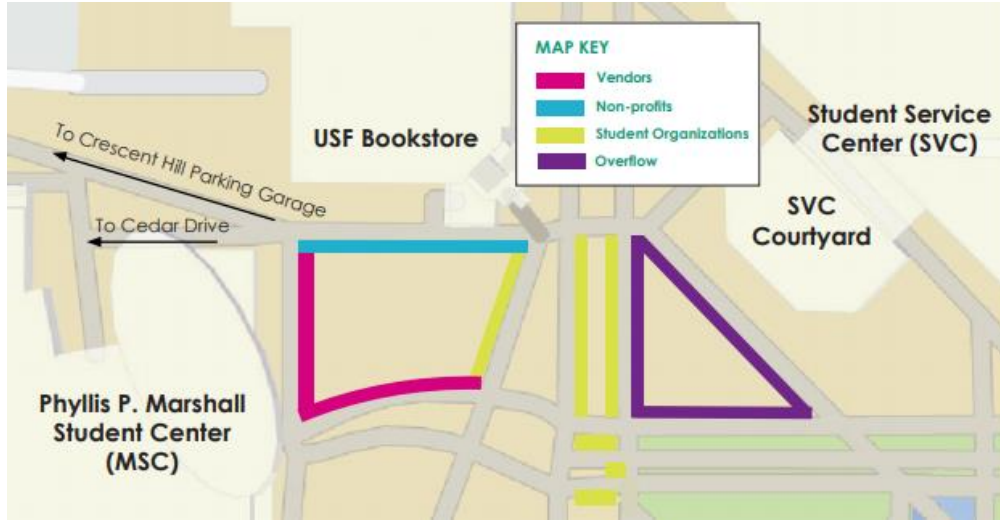 MAP KEY
Vendors
Non-profits
Student Organizations
Overflow
USF Bookstore
Student Service
Center (SVC)
To Crescent Hill Parking Garage
To Cedar Drive
SVC
Courtyard
Phyllis P. Marshall
Student Center
(MSC)